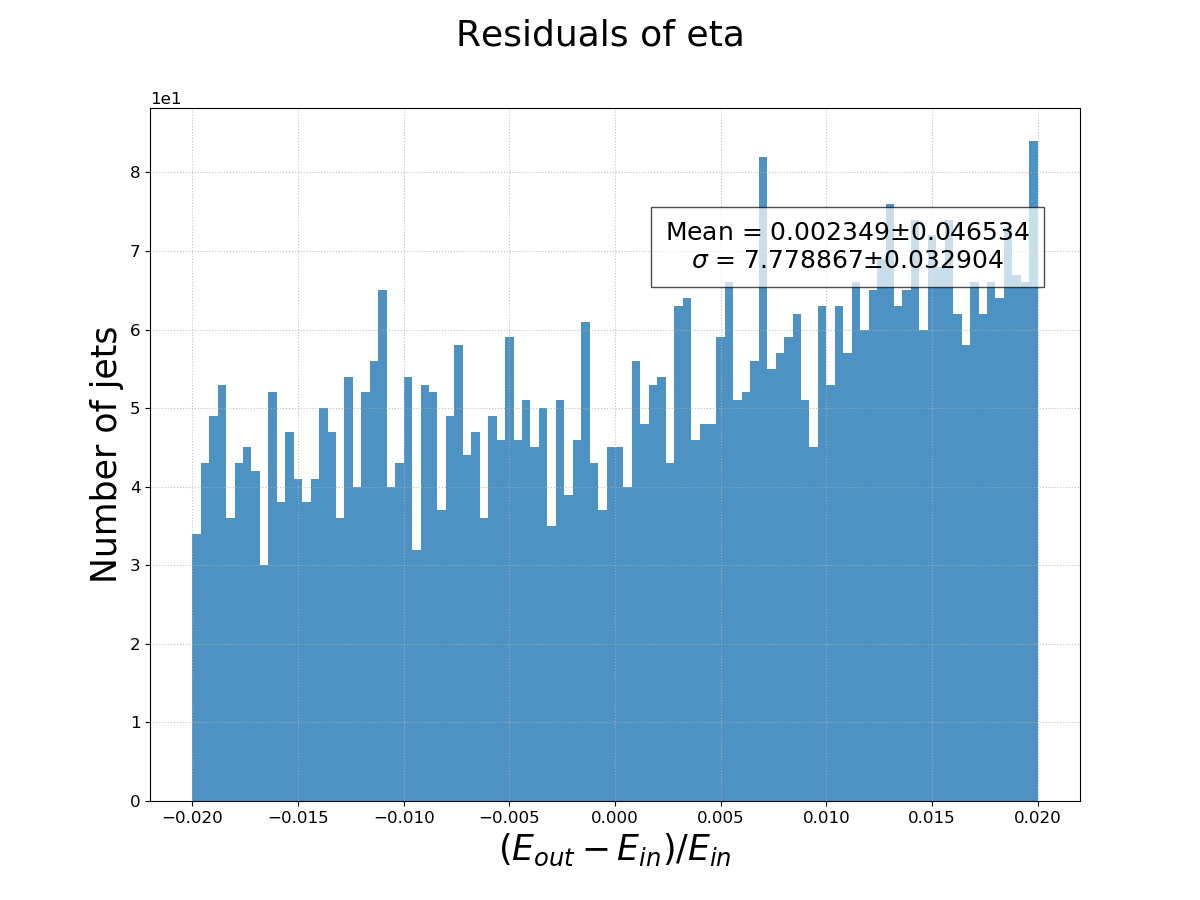 Residuals of eta
1e1
8
7
6
5
4
3
2
1
0
Number of jets
Mean = 0.002349±0.046534
σ = 7.778867±0.032904
−0.020 −0.015 −0.010 −0.005 0.000 0.005 0.010 0.015 0.020
(E_out − E_in)/E_in